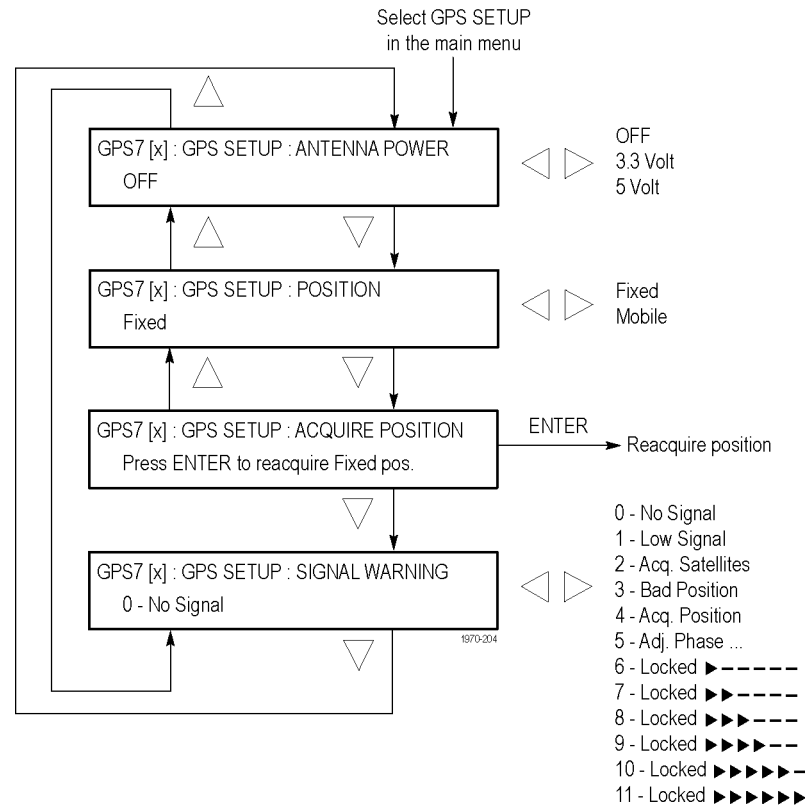 Select GPS SETUP
in the main menu
GPS7 [x] : GPS SETUP : ANTENNA POWER
OFF
OFF
3.3 Volt
5 Volt
GPS7 [x] : GPS SETUP : POSITION
Fixed
Fixed
Mobile
GPS7 [x] : GPS SETUP : ACQUIRE POSITION
Press ENTER to reacquire Fixed pos.
ENTER
Reacquire position
GPS7 [x] : GPS SETUP : SIGNAL WARNING
0 - No Signal
1970-204
0 - No Signal
1 - Low Signal
2 - Acq. Satellites
3 - Bad Position
4 - Acq. Position
5 - Adj. Phase ...
6 - Locked ▶-----
7 - Locked ▶▶----
8 - Locked ▶▶▶---
9 - Locked ▶▶▶▶--
10 - Locked ▶▶▶▶▶-
11 - Locked ▶▶▶▶▶▶